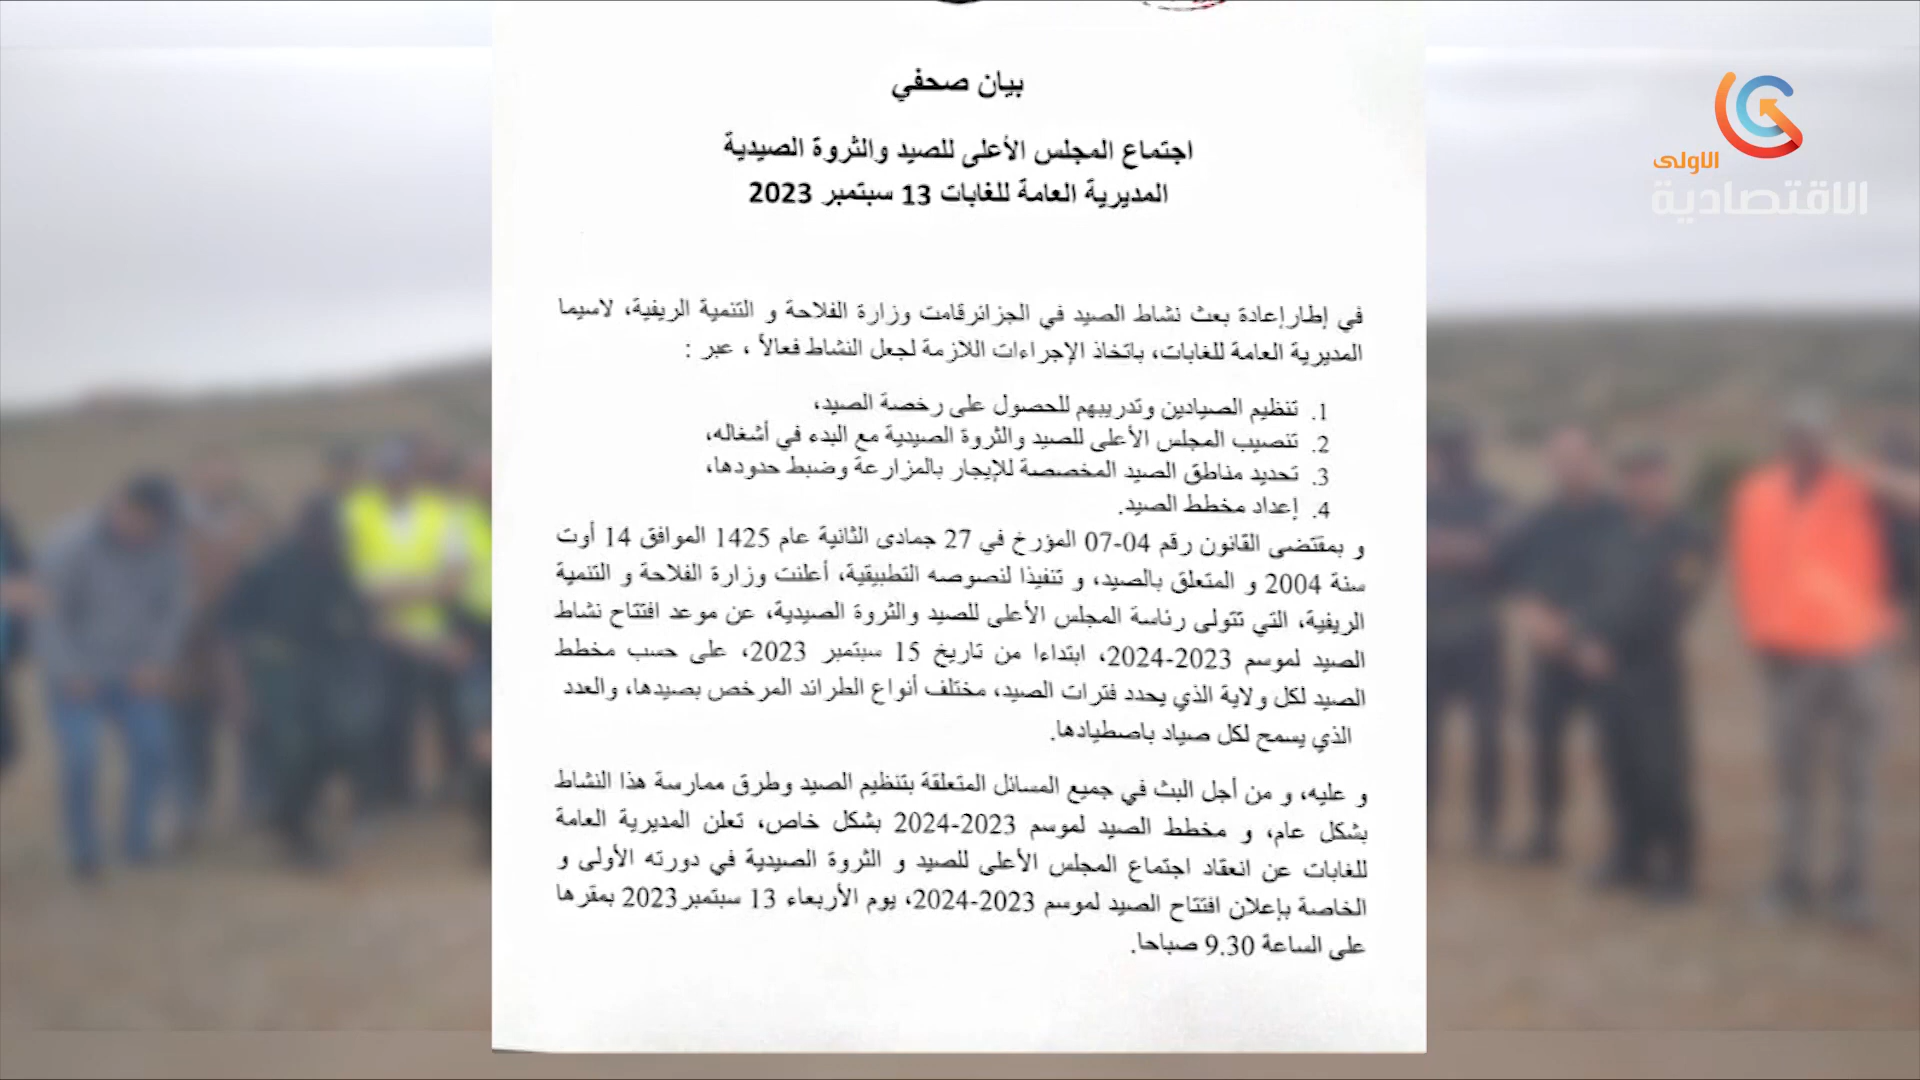 بيان صحفي
اجتماع المجلس الأعلى للصيد والثروة الصيدية
المديرية العامة للغابات 13 سبتمبر 2023
الاولى
الاقتصادية
في إطارإعادة بعث نشاط الصيد في الجزائرقامت وزارة الفلاحة و التنمية الريفية، لاسيما
المديرية العامة للغابات، باتخاذ الإجراءات اللازمة لجعل النشاط فعالاً ، عبر :
1. تنظيم الصيادين وتدريبهم للحصول على رخصة الصيد،
2. تنصيب المجلس الأعلى للصيد والثروة الصيدية مع البدء في أشغاله،
3. تحديد مناطق الصيد المخصصة للإيجار بالمزارعة وضبط حدودها،
4. إعداد مخطط الصيد.
و بمقتضى القانون رقم 04-07 المؤرخ في 27 جمادى الثانية عام 1425 الموافق 14 أوت
سنة 2004 و المتعلق بالصيد، و تنفيذا لنصوصه التطبيقية، أعلنت وزارة الفلاحة و التنمية
الريفية، التي تتولى رئاسة المجلس الأعلى للصيد والثروة الصيدية، عن موعد افتتاح نشاط
الصيد لموسم 2023-2024، ابتداءا من تاريخ 15 سبتمبر 2023، على حسب مخطط
الصيد لكل ولاية الذي يحدد فترات الصيد، مختلف أنواع الطرائد المرخص بصيدها، والعدد
الذي يسمح لكل صياد باصطيادها.
و عليه، و من أجل البث في جميع المسائل المتعلقة بتنظيم الصيد وطرق ممارسة هذا النشاط
بشكل عام، و مخطط الصيد لموسم 2023-2024 بشكل خاص، تعلن المديرية العامة
للغابات عن انعقاد اجتماع المجلس الأعلى للصيد و الثروة الصيدية في دورته الأولى و
الخاصة بإعلان افتتاح الصيد لموسم 2023-2024، يوم الأربعاء 13 سبتمبر2023 بمقرها
على الساعة 9.30 صباحا.